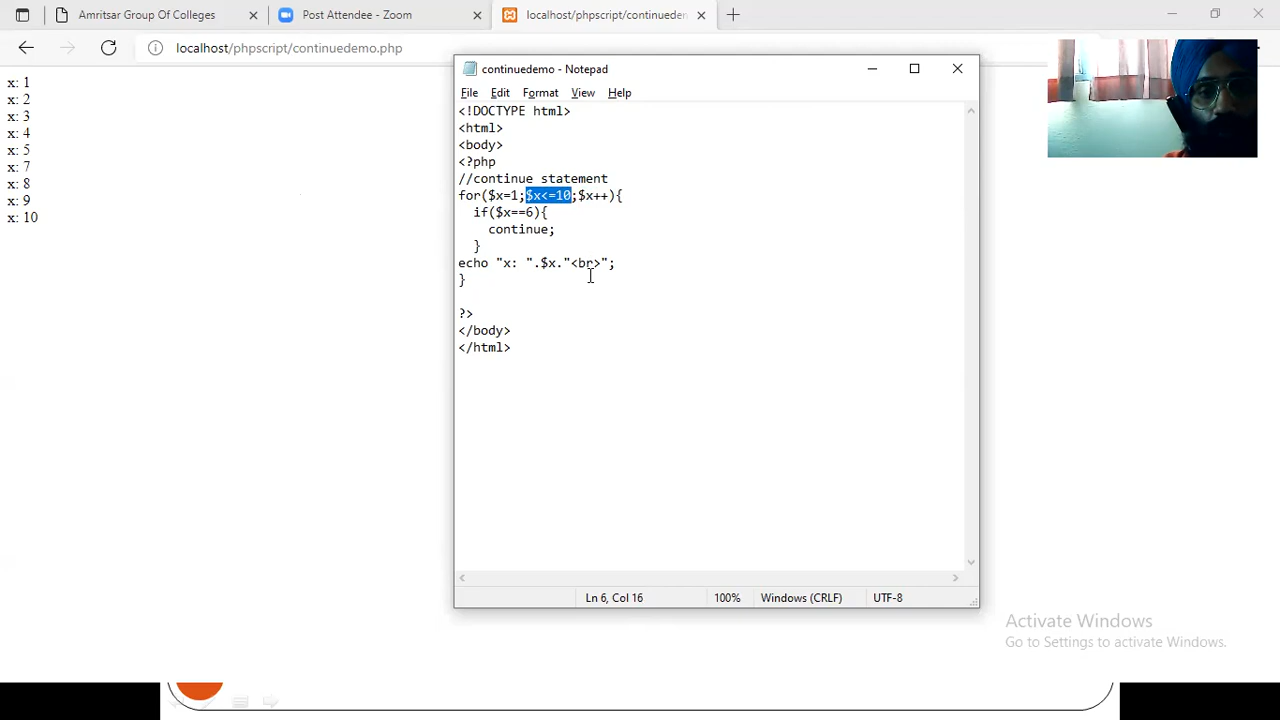 Amritsar Group Of Colleges
Post Attendee - Zoom
localhost/phpscript/continueden
localhost/phpscript/continuedemo.php
x: 1
x: 2
x: 3
x: 4
x: 5
x: 7
x: 8
x: 9
x: 10
continuedemo - Notepad
File Edit Format View Help
<!DOCTYPE html>
<html>
<body>
<?php
//continue statement
for($x=1;$x<=10;$x++){
if($x==6){
continue;
}
echo "x: ".$x."<br>";
}
?>
</body>
</html>
Ln 6, Col 16
100%
Windows (CRLF)
UTF-8
Activate Windows
Go to Settings to activate Windows.